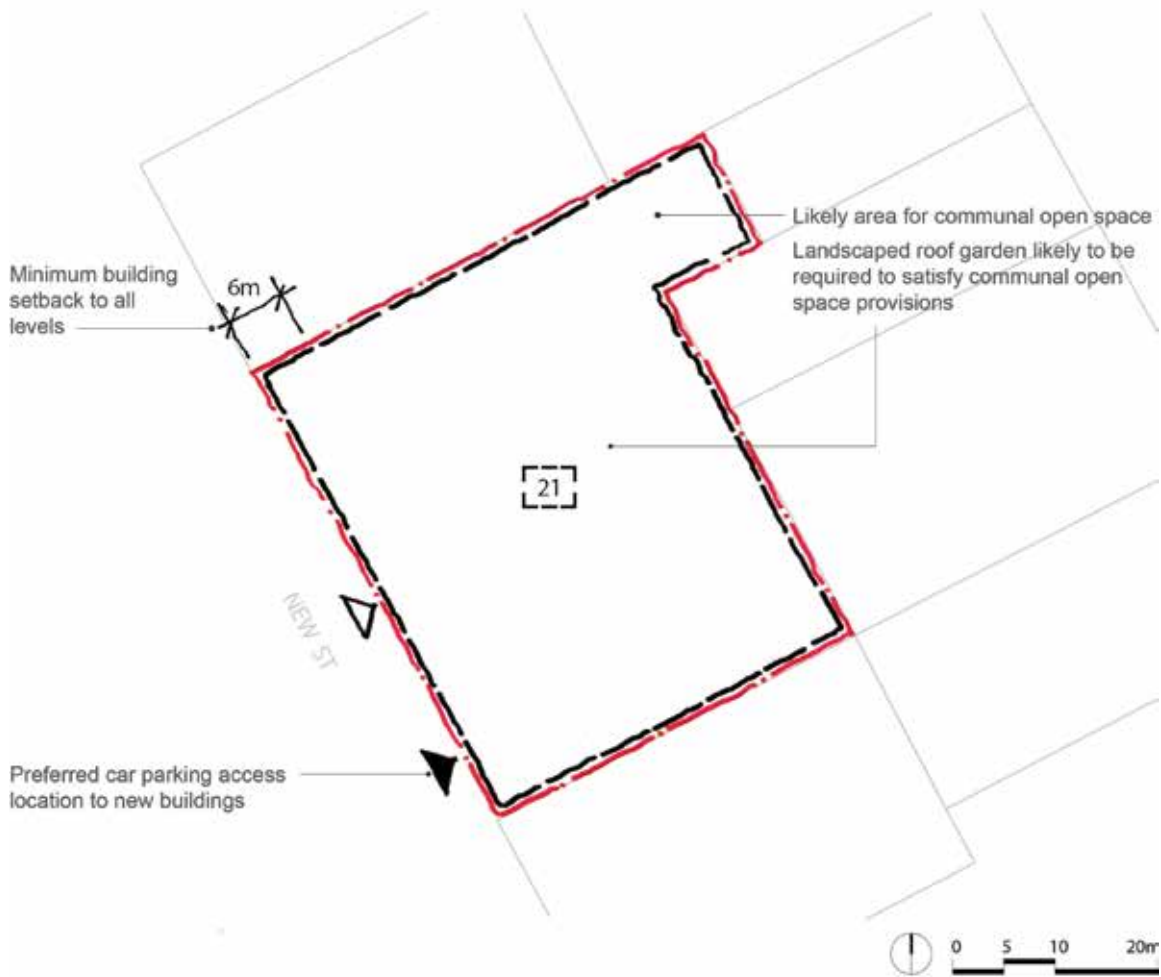 Likely area for communal open space
Landscaped roof garden likely to be
required to satisfy communal open
space provisions
Minimum building
setback to all
levels
6m
21
NEW ST
Preferred car parking access
location to new buildings
0 5 10 20m